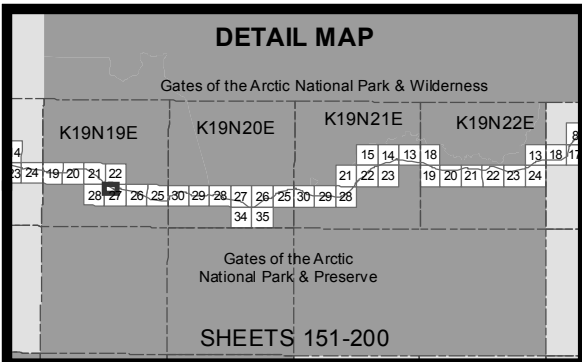 DETAIL MAP
Gates of the Arctic National Park & Wilderness
K19N19E
K19N20E
K19N21E
K19N22E
8
4
15 14 13 18
13 18 17
23 24 19 20 21 22
21 22 23
19 20 21 22 23 24
28 27 26 25 30 29 28 27 26 25 30 29 28
34 35
Gates of the Arctic
National Park & Preserve
SHEETS 151-200